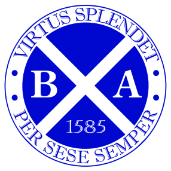 VIRTUS SPLENDET
B A
1585
PER SESE SEMPER